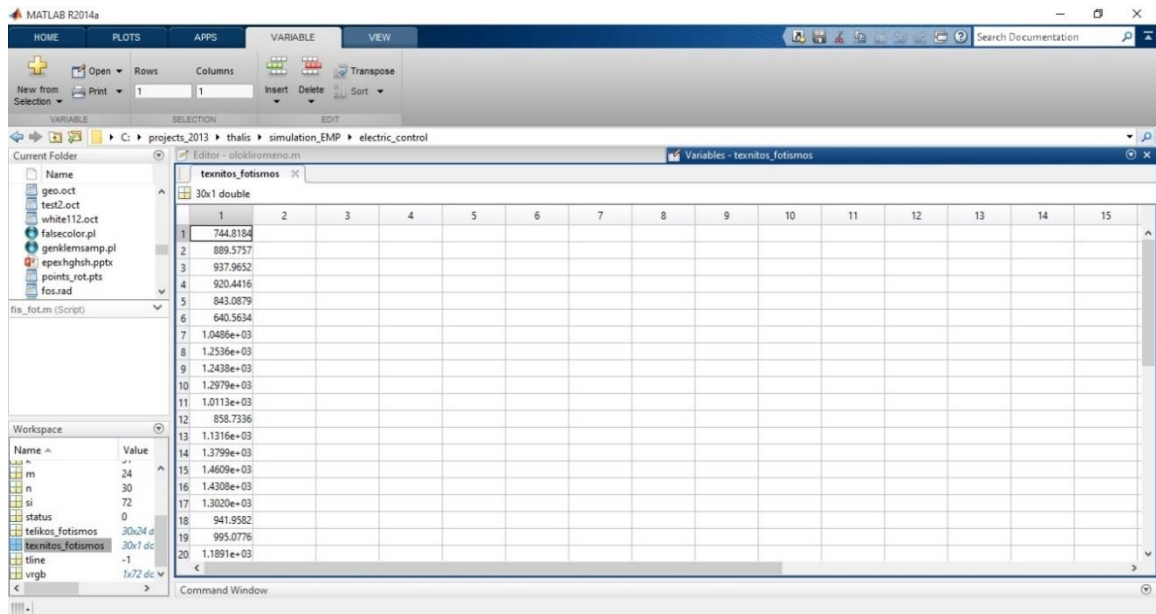 MATLAB R2014a
HOME PLOTS APPS VARIABLE VIEW Search Documentation
New from Selection Open Print Rows 1 Columns 1 Insert Delete Transpose Sort
VARIABLE SELECTION EDIT
C: projects_2013 thalis simulation_EMP electric_control
Current Folder
Name
geo.oct
test2.oct
white112.oct
falsecolor.pl
genklemsamp.pl
epexhghsh.pptx
points_rot.pts
fos.rad
fis_fot.m (Script)
Workspace
Name Value
m 24
n 30
si 72
status 0
telikos_fotismos 30x24 d
texnitos_fotismos 30x1 dc
tline -1
vrgb 1x72 dc
Editor - olokliromeno.m
Variables - texnitos_fotismos
texnitos_fotismos
30x1 double
1 2 3 4 5 6 7 8 9 10 11 12 13 14 15
1 744.8184
2 889.5757
3 937.9652
4 920.4416
5 843.0879
6 640.5634
7 1.0486e+03
8 1.2536e+03
9 1.2438e+03
10 1.2979e+03
11 1.0113e+03
12 858.7336
13 1.1316e+03
14 1.3799e+03
15 1.4609e+03
16 1.4308e+03
17 1.3020e+03
18 941.9582
19 995.0776
20 1.1891e+03
Command Window